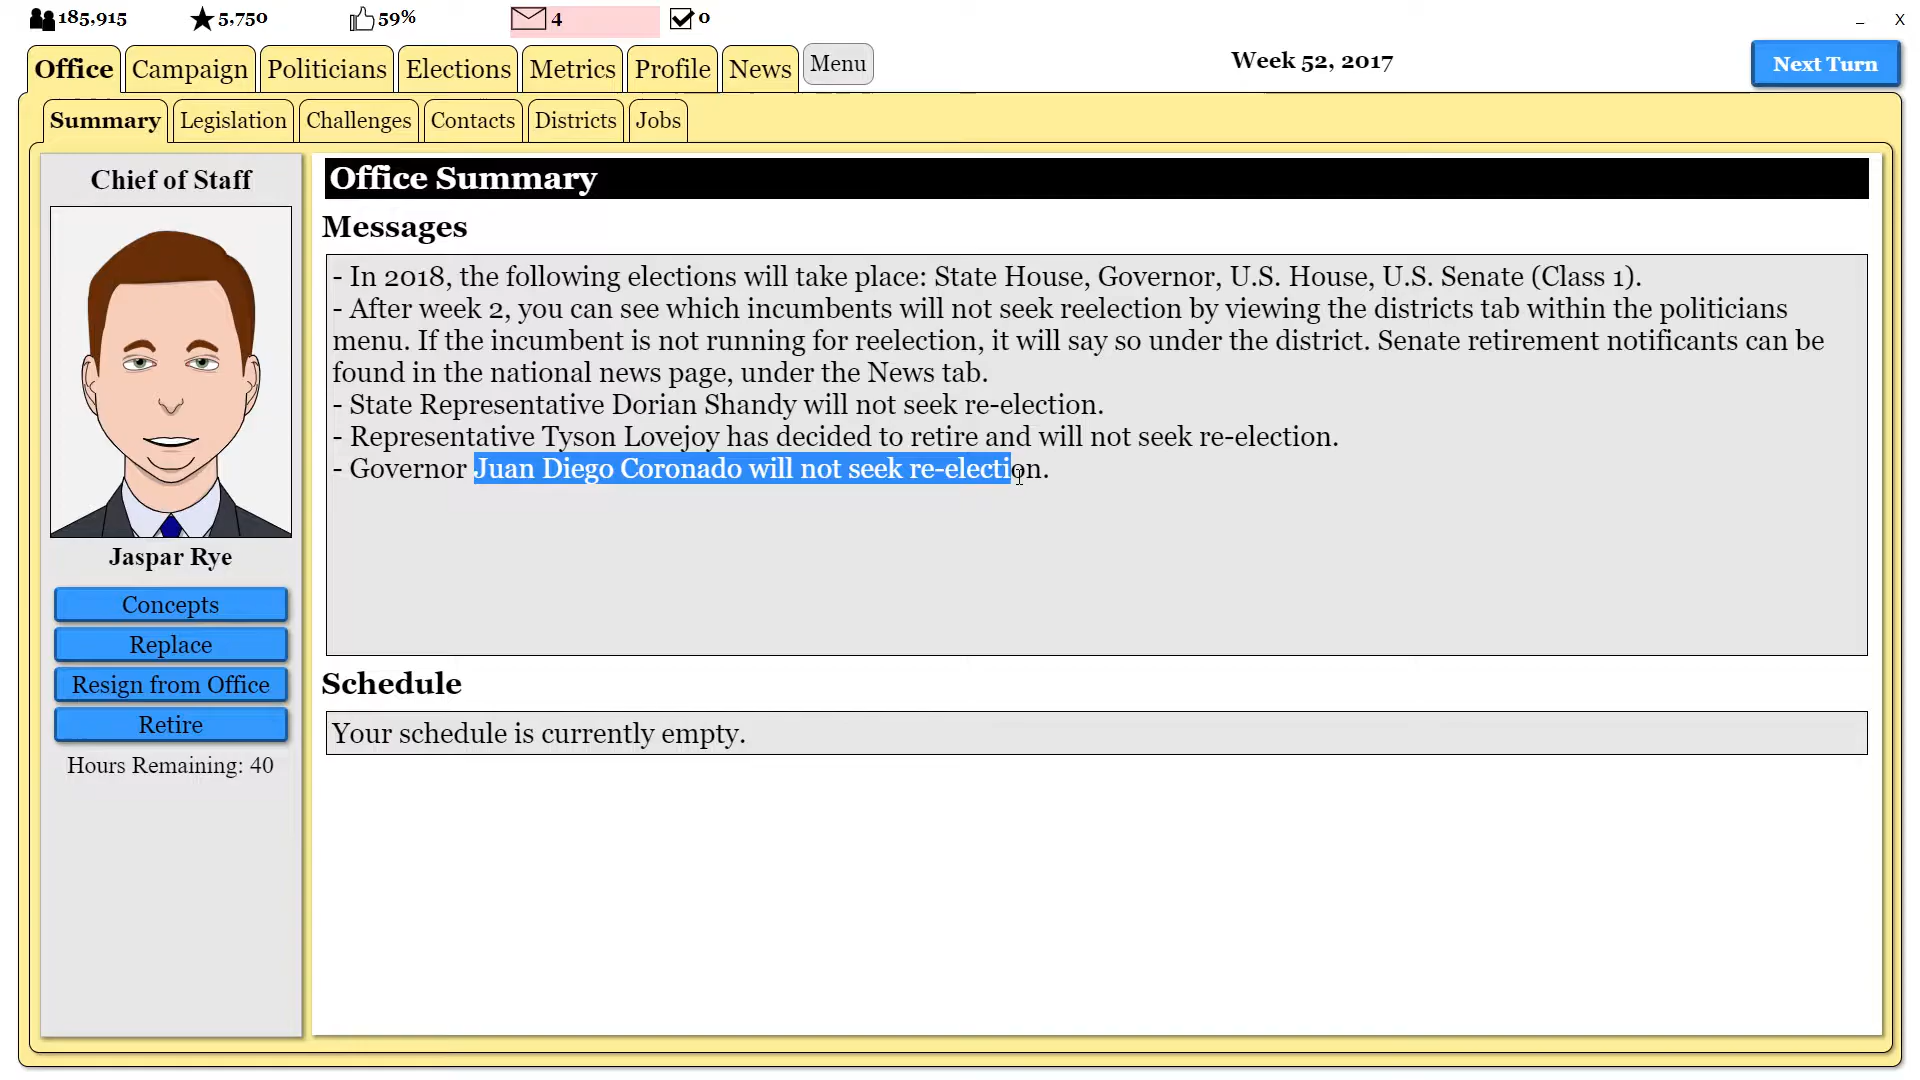 185,915 5,750 59% 4 0
_ X
Office Campaign Politicians Elections Metrics Profile News Menu Week 52, 2017 Next Turn
Summary Legislation Challenges Contacts Districts Jobs
Chief of Staff
Jaspar Rye
Concepts
Replace
Resign from Office
Retire
Hours Remaining: 40
Office Summary
Messages
- In 2018, the following elections will take place: State House, Governor, U.S. House, U.S. Senate (Class 1).
- After week 2, you can see which incumbents will not seek reelection by viewing the districts tab within the politicians
menu. If the incumbent is not running for reelection, it will say so under the district. Senate retirement notificants can be
found in the national news page, under the News tab.
- State Representative Dorian Shandy will not seek re-election.
- Representative Tyson Lovejoy has decided to retire and will not seek re-election.
- Governor Juan Diego Coronado will not seek re-election.
Schedule
Your schedule is currently empty.